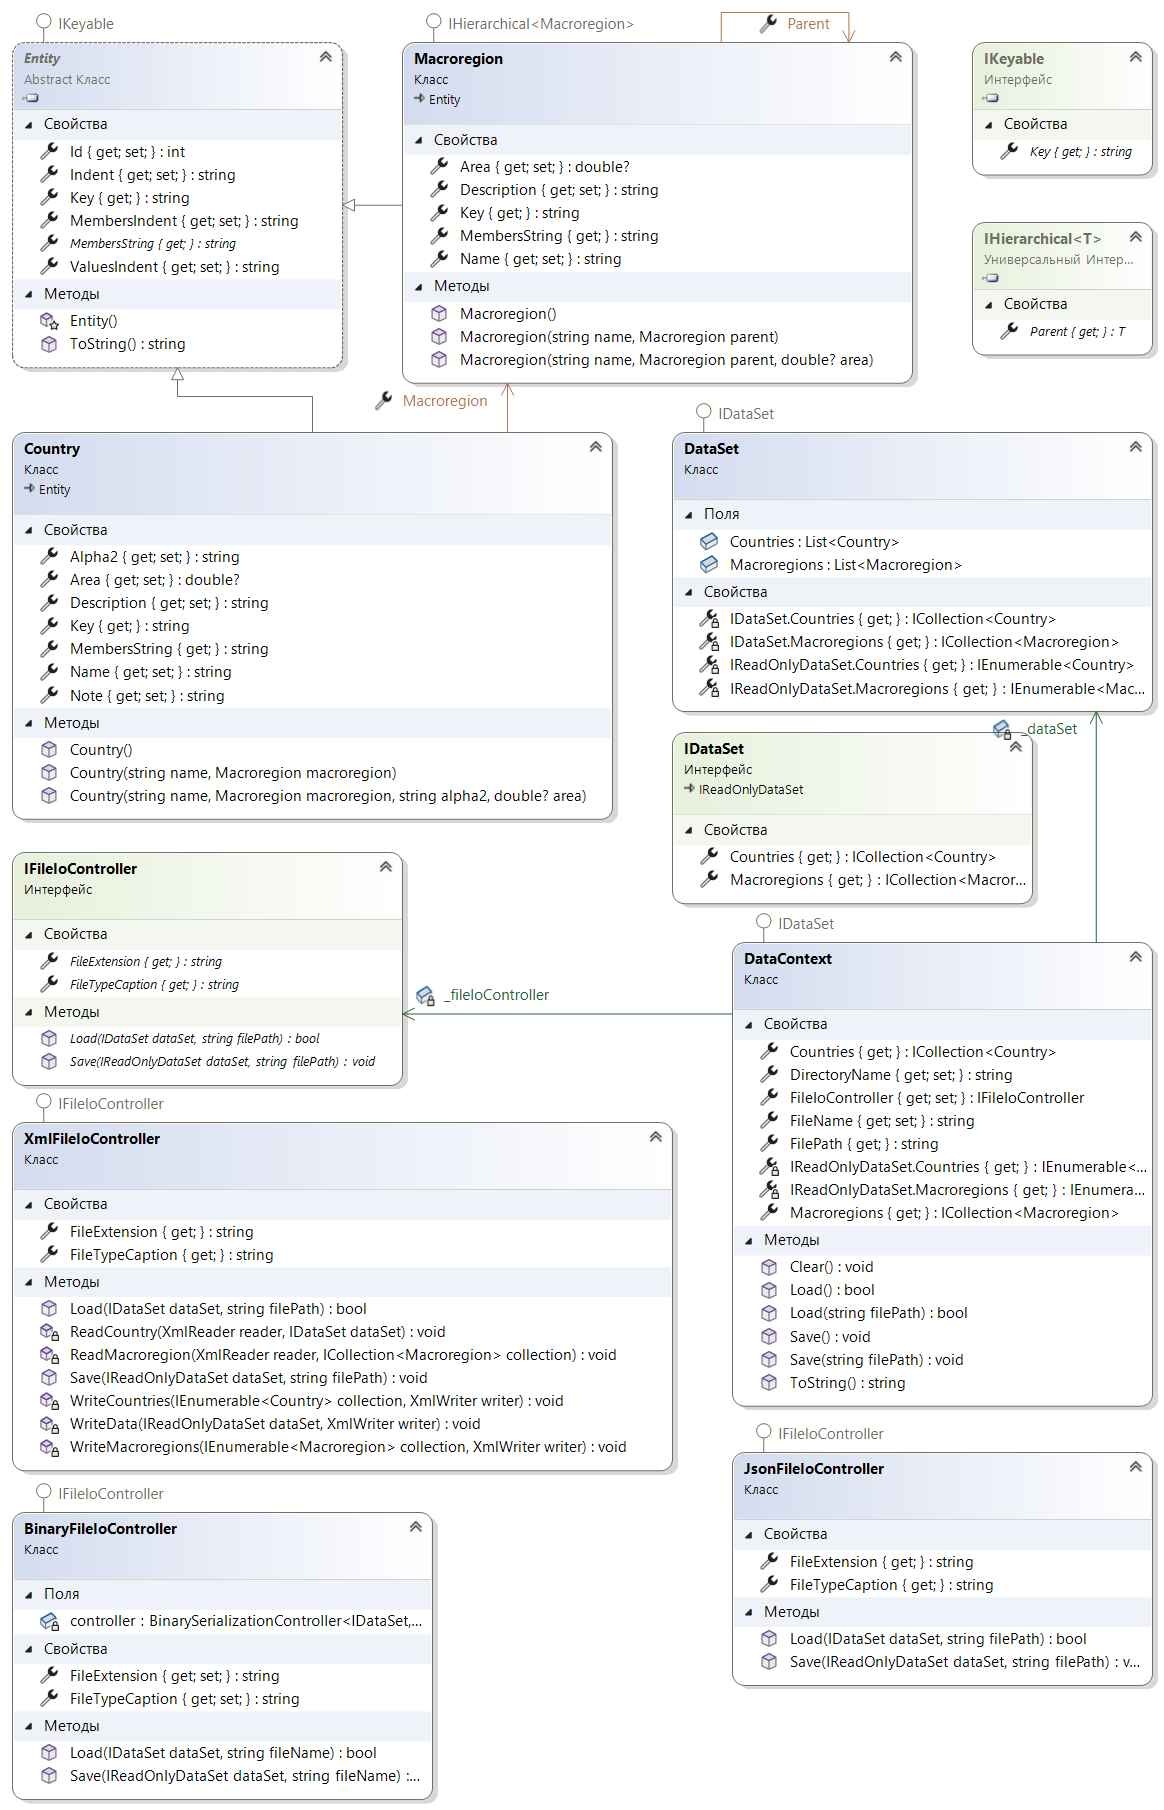 IKeyable
Entity
Abstract Класс
Свойства
Id { get; set; } : int
Indent { get; set; } : string
Key { get; } : string
MembersIndent { get; set; } : string
MembersString { get; } : string
ValuesIndent { get; set; } : string
Методы
Entity()
ToString() : string
IHierarchical<Macroregion>
Parent
Macroregion
Класс
Entity
Свойства
Area { get; set; } : double?
Description { get; set; } : string
Key { get; } : string
MembersString { get; } : string
Name { get; set; } : string
Методы
Macroregion()
Macroregion(string name, Macroregion parent)
Macroregion(string name, Macroregion parent, double? area)
IKeyable
Интерфейс
Свойства
Key { get; } : string
IHierarchical<T>
Универсальный Интер...
Свойства
Parent { get; } : T
Macroregion
Country
Класс
Entity
Свойства
Alpha2 { get; set; } : string
Area { get; set; } : double?
Description { get; set; } : string
Key { get; } : string
MembersString { get; } : string
Name { get; set; } : string
Note { get; set; } : string
Методы
Country()
Country(string name, Macroregion macroregion)
Country(string name, Macroregion macroregion, string alpha2, double? area)
IDataSet
DataSet
Класс
Поля
Countries : List<Country>
Macroregions : List<Macroregion>
Свойства
IDataSet.Countries { get; } : ICollection<Country>
IDataSet.Macroregions { get; } : ICollection<Macroregion>
IReadOnlyDataSet.Countries { get; } : IEnumerable<Country>
IReadOnlyDataSet.Macroregions { get; } : IEnumerable<Mac...
_dataSet
IDataSet
Интерфейс
IReadOnlyDataSet
Свойства
Countries { get; } : ICollection<Country>
Macroregions { get; } : ICollection<Macror...
IFileIoController
Интерфейс
Свойства
FileExtension { get; } : string
FileTypeCaption { get; } : string
Методы
Load(IDataSet dataSet, string filePath) : bool
Save(IReadOnlyDataSet dataSet, string filePath) : void
_fileIoController
IDataSet
DataContext
Класс
Свойства
Countries { get; } : ICollection<Country>
DirectoryName { get; set; } : string
FileIoController { get; set; } : IFileIoController
FileName { get; set; } : string
FilePath { get; } : string
IReadOnlyDataSet.Countries { get; } : IEnumerable<...
IReadOnlyDataSet.Macroregions { get; } : IEnumera...
Macroregions { get; } : ICollection<Macroregion>
Методы
Clear() : void
Load() : bool
Load(string filePath) : bool
Save() : void
Save(string filePath) : void
ToString() : string
IFileIoController
XmlFileIoController
Класс
Свойства
FileExtension { get; } : string
FileTypeCaption { get; } : string
Методы
Load(IDataSet dataSet, string filePath) : bool
ReadCountry(XmlReader reader, IDataSet dataSet) : void
ReadMacroregion(XmlReader reader, ICollection<Macroregion> collection) : void
Save(IReadOnlyDataSet dataSet, string filePath) : void
WriteCountries(IEnumerable<Country> collection, XmlWriter writer) : void
WriteData(IReadOnlyDataSet dataSet, XmlWriter writer) : void
WriteMacroregions(IEnumerable<Macroregion> collection, XmlWriter writer) : void
IFileIoController
JsonFileIoController
Класс
Свойства
FileExtension { get; } : string
FileTypeCaption { get; } : string
Методы
Load(IDataSet dataSet, string filePath) : bool
Save(IReadOnlyDataSet dataSet, string filePath) : v...
IFileIoController
BinaryFileIoController
Класс
Поля
controller : BinarySerializationController<IDataSet,...
Свойства
FileExtension { get; set; } : string
FileTypeCaption { get; set; } : string
Методы
Load(IDataSet dataSet, string fileName) : bool
Save(IReadOnlyDataSet dataSet, string fileName) :...